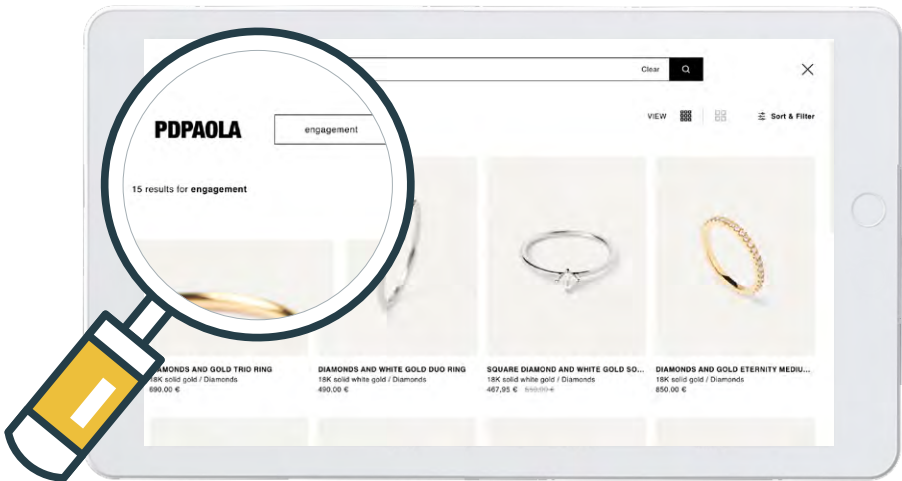 Clear
VIEW
Sort & Filter
PDPAOLA
engagement
15 results for engagement
AMONDS AND GOLD TRIO RING
18K solid gold / Diamonds
690.00 €
DIAMONDS AND WHITE GOLD DUO RING
18K solid white gold / Diamonds
490.00 €
SQUARE DIAMOND AND WHITE GOLD SO...
18K solid white gold / Diamonds
467,95 €
DIAMONDS AND GOLD ETERNITY MEDIU...
18K solid gold / Diamonds
850.00 €